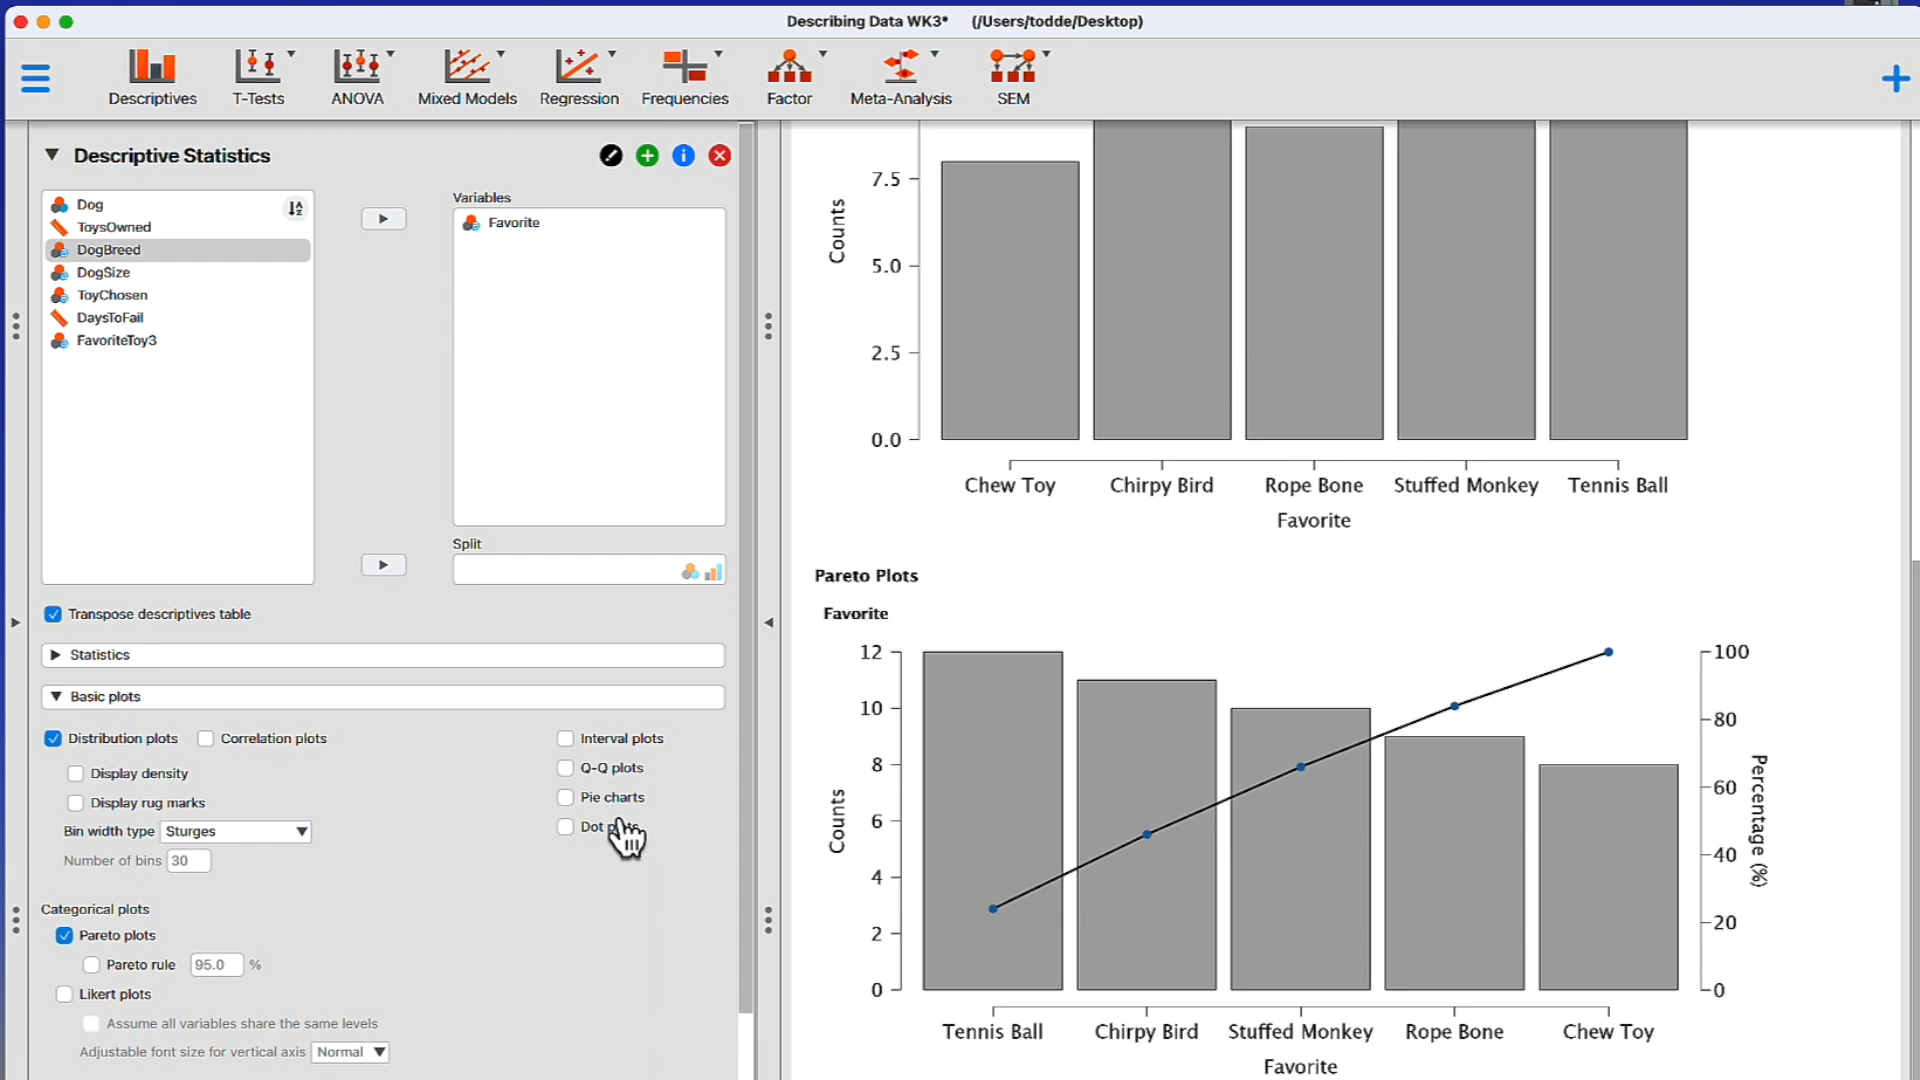 Describing Data WK3* (/Users/todde/Desktop)
Descriptives T-Tests ANOVA Mixed Models Regression Frequencies Factor Meta-Analysis SEM
Descriptive Statistics
Dog
ToysOwned
DogBreed
DogSize
ToyChosen
DaysToFail
FavoriteToy3
Variables
Favorite
Split
Transpose descriptives table
Statistics
Basic plots
Distribution plots
Correlation plots
Display density
Display rug marks
Bin width type Sturges
Number of bins 30
Interval plots
Q-Q plots
Pie charts
Dot
Categorical plots
Pareto plots
Pareto rule 95.0 %
Likert plots
Assume all variables share the same levels
Adjustable font size for vertical axis Normal
Counts
7.5
5.0
2.5
0.0
Chew Toy Chirpy Bird Rope Bone Stuffed Monkey Tennis Ball
Favorite
Pareto Plots
Favorite
Counts
12
10
8
6
4
2
0
100
80
60
40
20
0
Percentage (%)
Tennis Ball Chirpy Bird Stuffed Monkey Rope Bone Chew Toy
Favorite